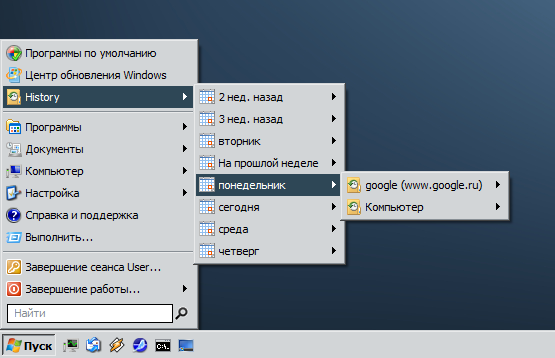 Программы по умолчанию
Центр обновления Windows
History
Программы
Документы
Компьютер
Настройка
Справка и поддержка
Выполнить...
Завершение сеанса User...
Завершение работы...
Найти
2 нед. назад
3 нед. назад
вторник
На прошлой неделе
понедельник
сегодня
среда
четверг
google (www.google.ru)
Компьютер
Пуск